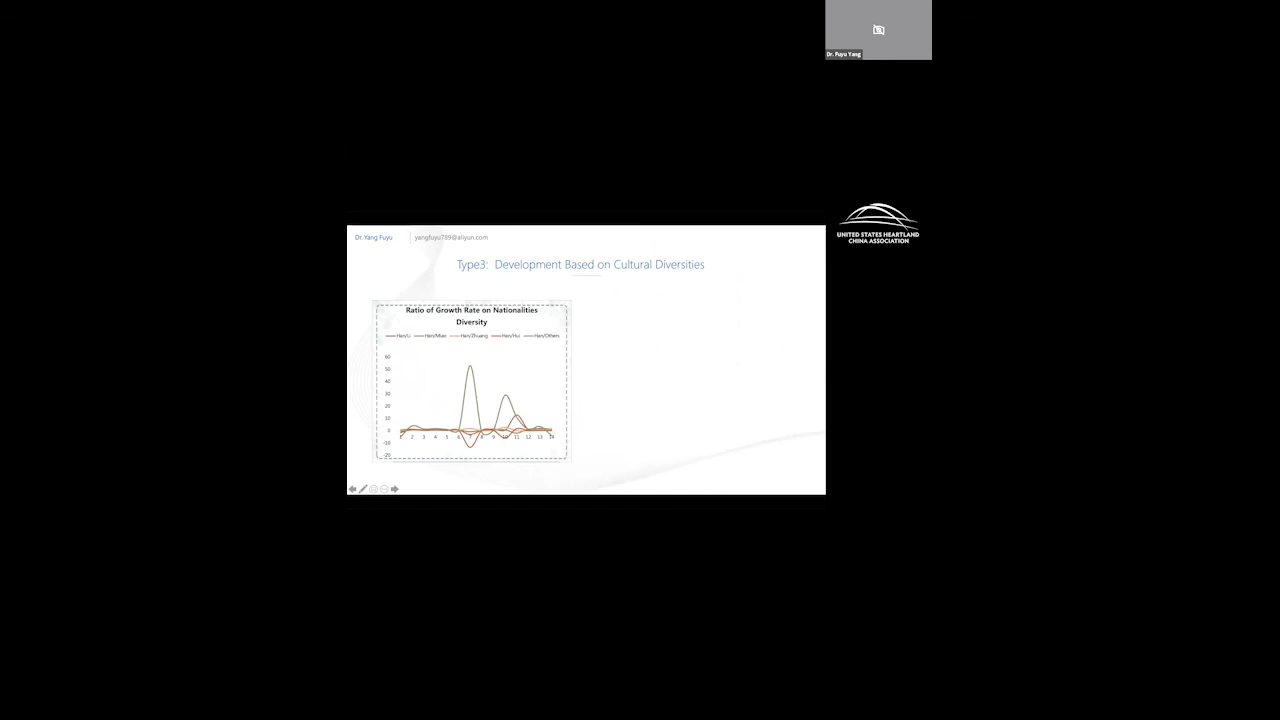 Dr. Fuyu Yang
UNITED STATES HEARTLAND
CHINA ASSOCIATION
Dr. Yang Fuyu
yangfuyu789@aliyun.com
Type3: Development Based on Cultural Diversities
Ratio of Growth Rate on Nationalities
Diversity
Han/Li Han/Miao Han/Zhuang Han/Hui Han/Others
60
50
40
30
20
10
0
-10
-20
1 2 3 4 5 6 7 8 9 10 11 12 13 14